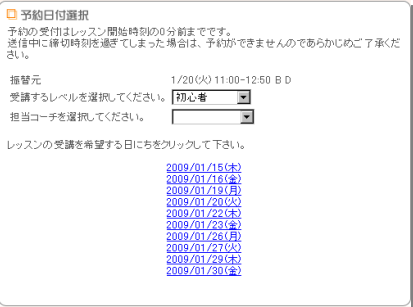 予約日付選択
予約の受付はレッスン開始時刻の0分前までです。
送信中に締切時刻を過ぎてしまった場合は、予約ができませんのであらかじめご了承くだ
さい。
振替元 1/20(火) 11:00-12:50 B D
受講するレベルを選択してください。 初心者
担当コーチを選択してください。
レッスンの受講を希望する日にちをクリックして下さい。
2009/01/15(木)
2009/01/16(金)
2009/01/19(月)
2009/01/20(火)
2009/01/22(木)
2009/01/23(金)
2009/01/26(月)
2009/01/27(火)
2009/01/29(木)
2009/01/30(金)